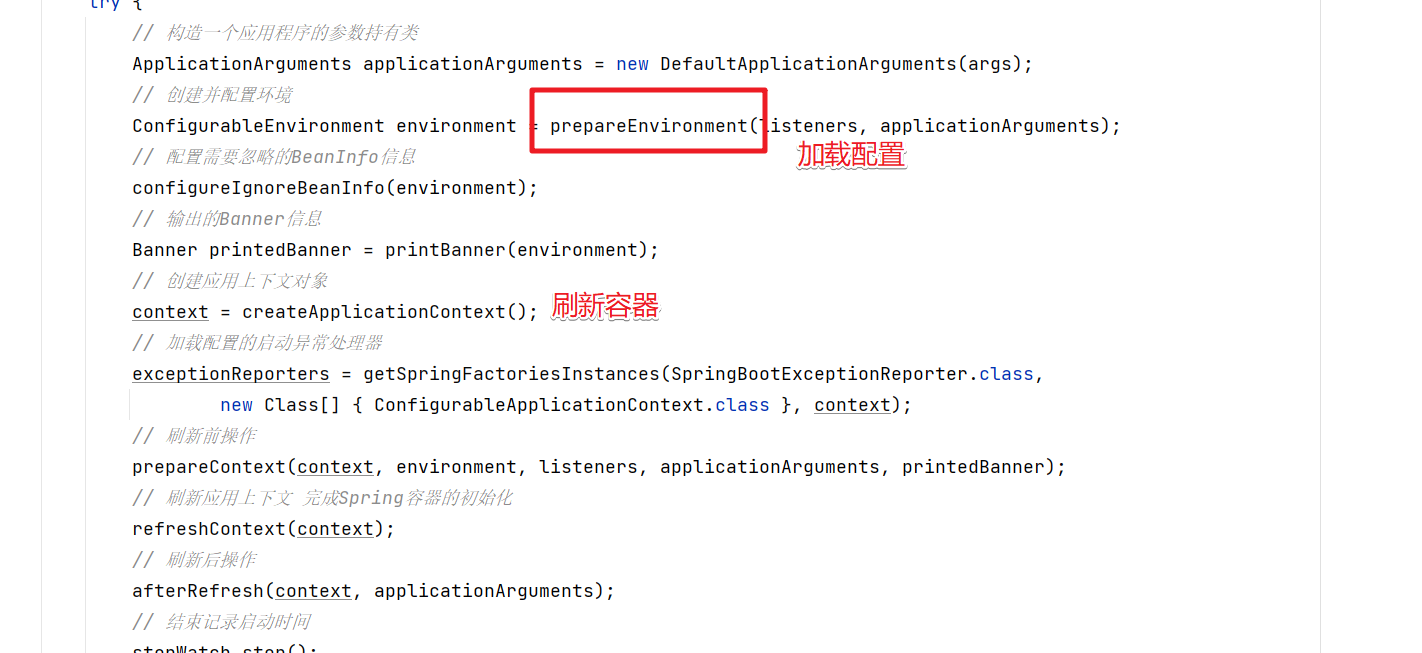 try {
// 构造一个应用程序的参数持有类
ApplicationArguments applicationArguments = new DefaultApplicationArguments(args);
// 创建并配置环境
ConfigurableEnvironment environment = prepareEnvironment(listeners, applicationArguments);
// 配置需要忽略的BeanInfo信息
加载配置
configureIgnoreBeanInfo(environment);
// 输出的Banner信息
Banner printedBanner = printBanner(environment);
// 创建应用上下文对象
context = createApplicationContext();
刷新容器
// 加载配置的启动异常处理器
exceptionReporters = getSpringFactoriesInstances(SpringBootExceptionReporter.class,
new Class[] { ConfigurableApplicationContext.class }, context);
// 刷新前操作
prepareContext(context, environment, listeners, applicationArguments, printedBanner);
// 刷新应用上下文 完成Spring容器的初始化
refreshContext(context);
// 刷新后操作
afterRefresh(context, applicationArguments);
// 结束记录启动时间
stopWatch.stop();